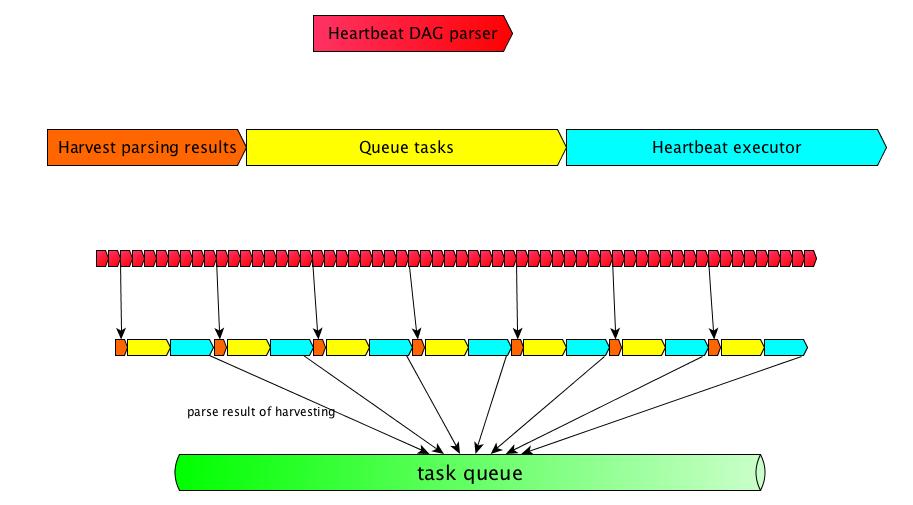 Heartbeat DAG parser
Harvest parsing results
Queue tasks
Heartbeat executor
parse result of harvesting
task queue